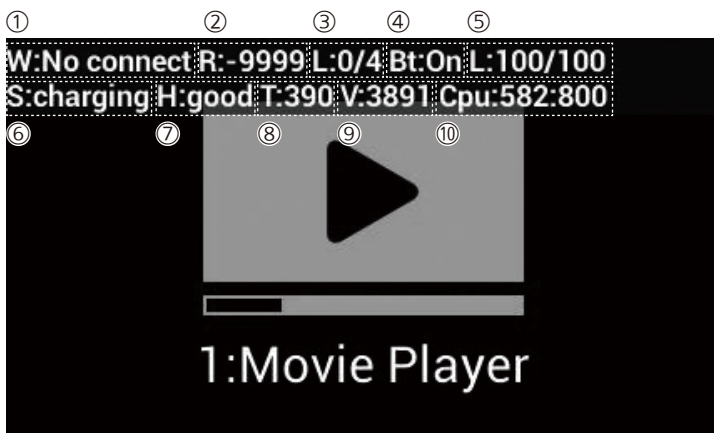 ① ② ③ ④ ⑤
W:No connect R:-9999 L:0/4 Bt:On L:100/100
S:charging H:good T:390 V:3891 Cpu:582:800
⑥ ⑦ ⑧ ⑨ ⑩
1:Movie Player